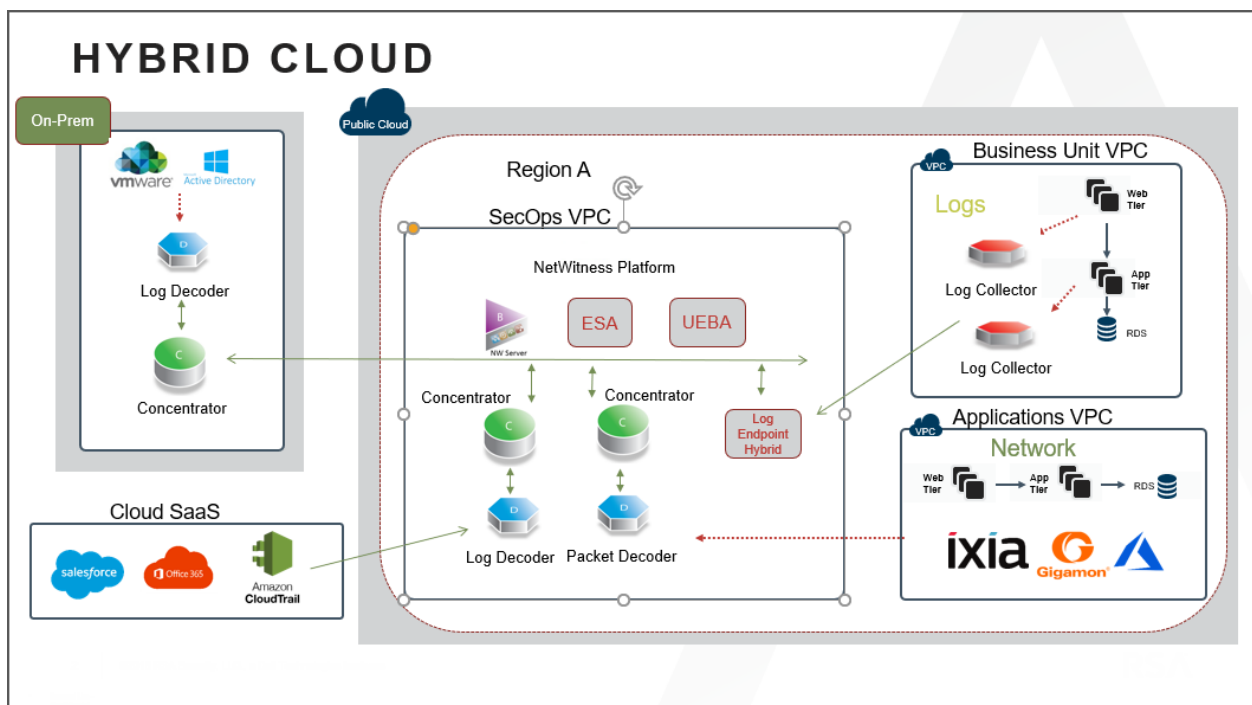 HYBRID CLOUD
On-Prem
vmware
Active Directory
D
Log Decoder
C
Concentrator
Cloud SaaS
salesforce
Office 365
Amazon
CloudTrail
Public Cloud
Region A
SecOps VPC
NetWitness Platform
B
NW Server
ESA
UEBA
Concentrator
C
Concentrator
C
Log
Endpoint
Hybrid
D
Log Decoder
D
Packet Decoder
Business Unit VPC
VPC
Logs
Web
Tier
Log Collector
App
Tier
RDS
Log Collector
Applications VPC
VPC
Network
Web
Tier
App
Tier
RDS
ixia
Gigamon®